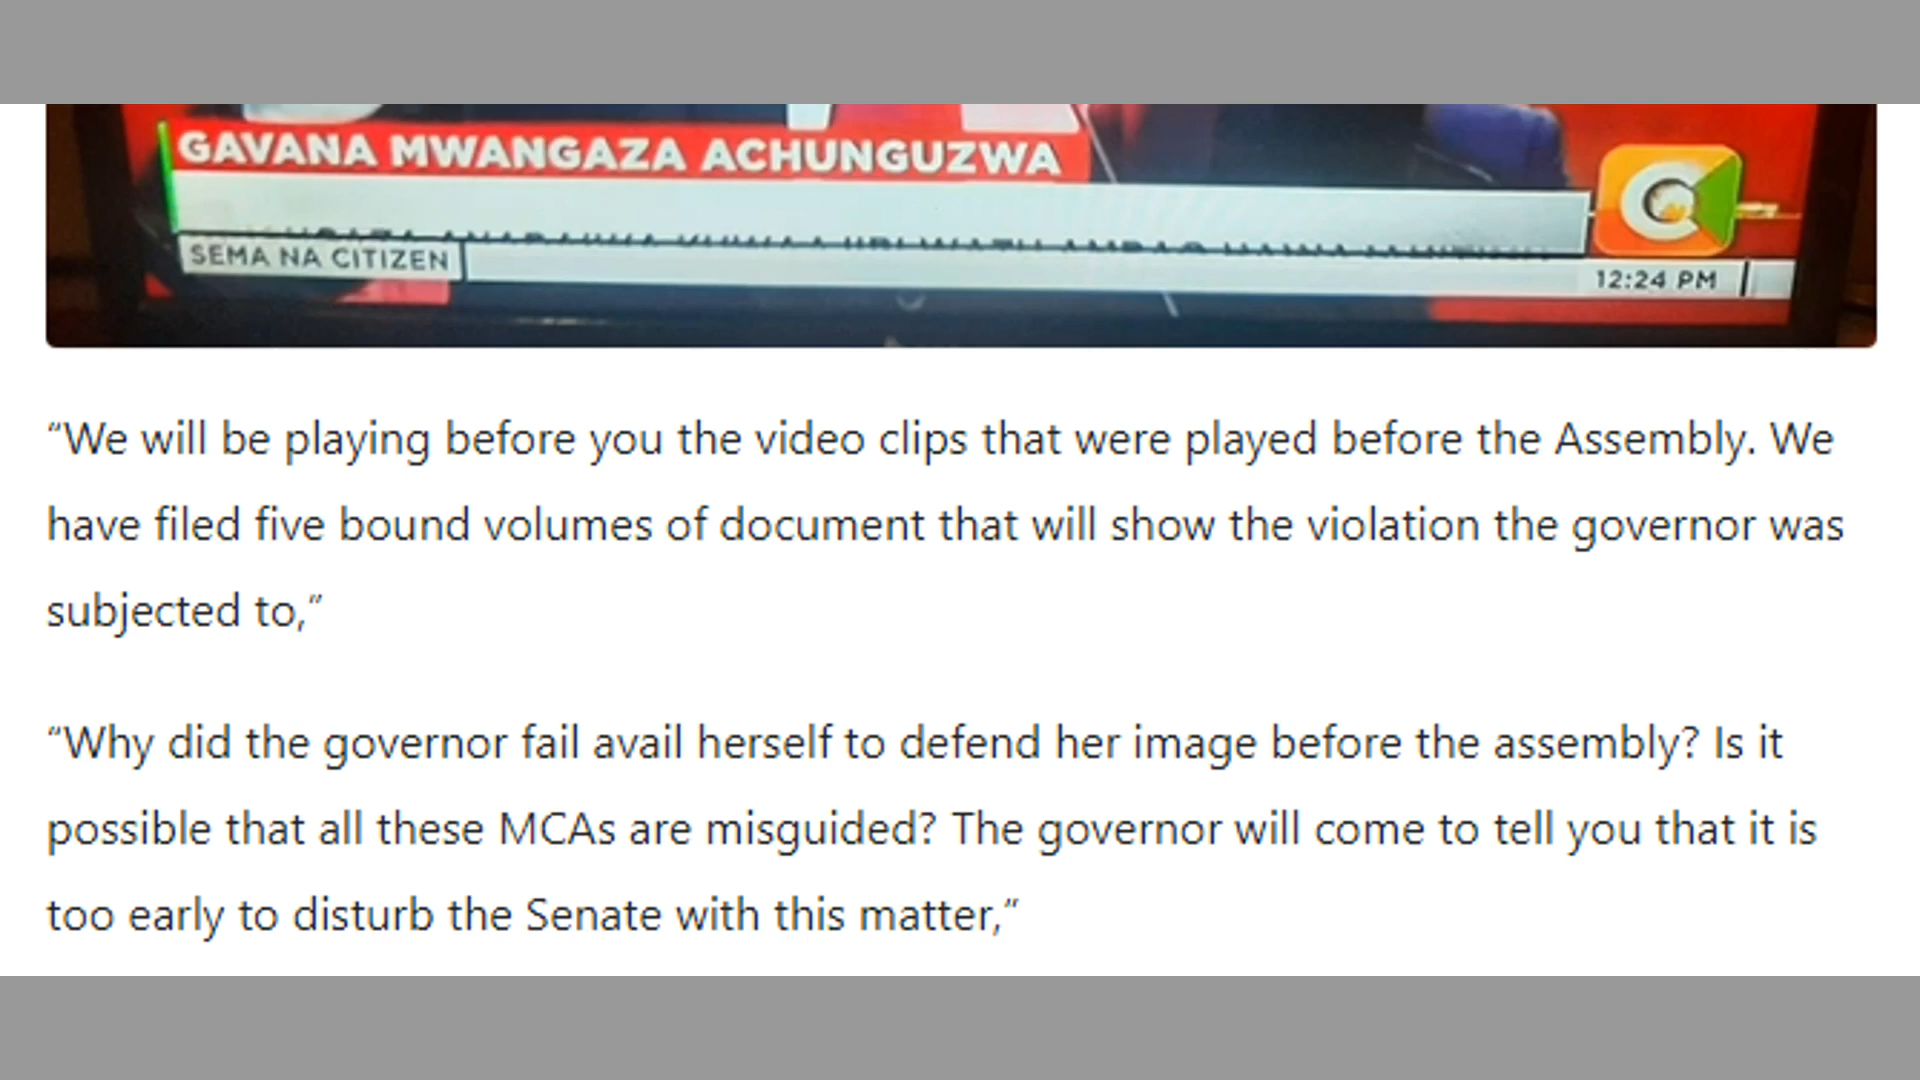 GAVANA MWANGAZA ACHUNGUZWA
SEMA NA CITIZEN
12:24 PM
“We will be playing before you the video clips that were played before the Assembly. We
have filed five bound volumes of document that will show the violation the governor was
subjected to,”
“Why did the governor fail avail herself to defend her image before the assembly? Is it
possible that all these MCAs are misguided? The governor will come to tell you that it is
too early to disturb the Senate with this matter,”